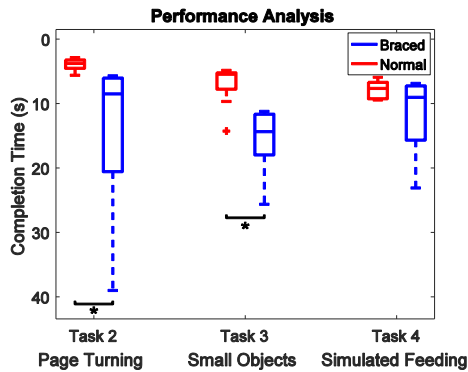 Performance Analysis
Braced
Normal
Completion Time (s)
0
10
20
30
40
*
*
Task 2
Task 3
Task 4
Page Turning
Small Objects
Simulated Feeding